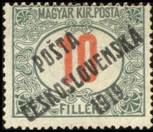 MAGYAR KIR. POSTA
10
POŠTA
ČESKOSLOVENSKÁ
1919
FILLÉR